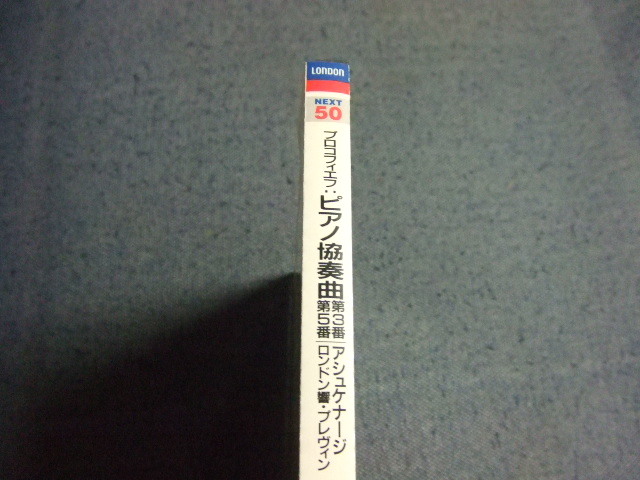 LONDON
NEXT
50
プロコフィエフ：ピアノ協奏曲
第3番
第5番
アシュケナージ
ロンドン響・プレヴィン